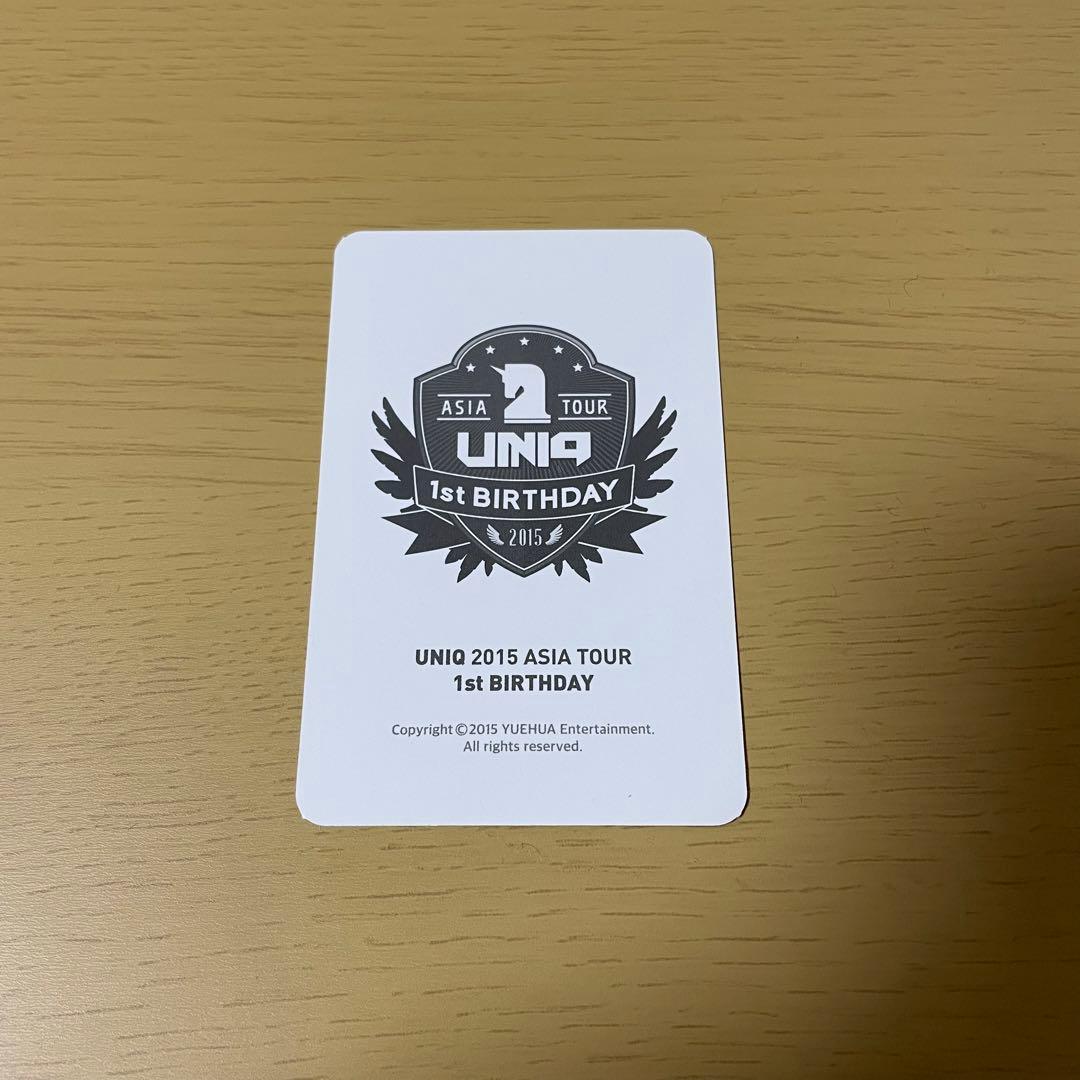 ASIA TOUR
UNIQ
1st BIRTHDAY
2015
UNIQ 2015 ASIA TOUR
1st BIRTHDAY
Copyright©2015 YUEHUA Entertainment.
All rights reserved.